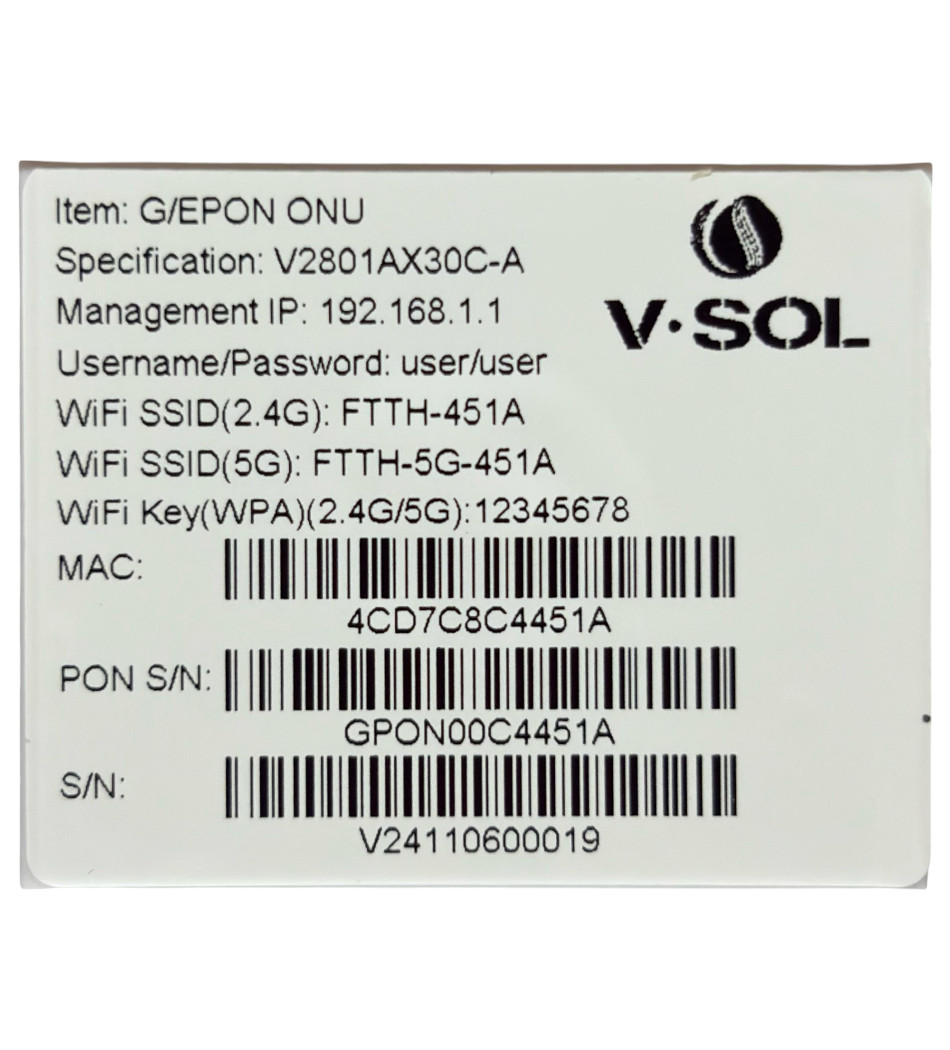 Item: G/EPON ONU
Specification: V2801AX30C-A
Management IP: 192.168.1.1
Username/Password: user/user
WiFi SSID(2.4G): FTTH-451A
WiFi SSID(5G): FTTH-5G-451A
WiFi Key(WPA)(2.4G/5G):12345678
V·SOL
MAC:
4CD7C8C4451A
PON S/N:
GPON00C4451A
S/N:
V24110600019